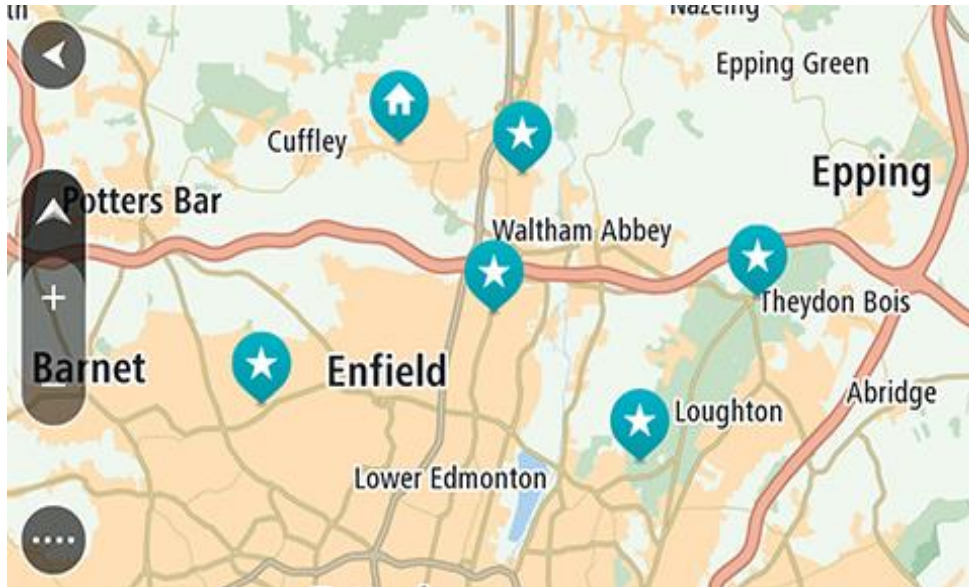 Nazeing
Epping Green
Cuffley
Epping
Potters Bar
Waltham Abbey
Theydon Bois
Barnet
Enfield
Abridge
Loughton
Lower Edmonton